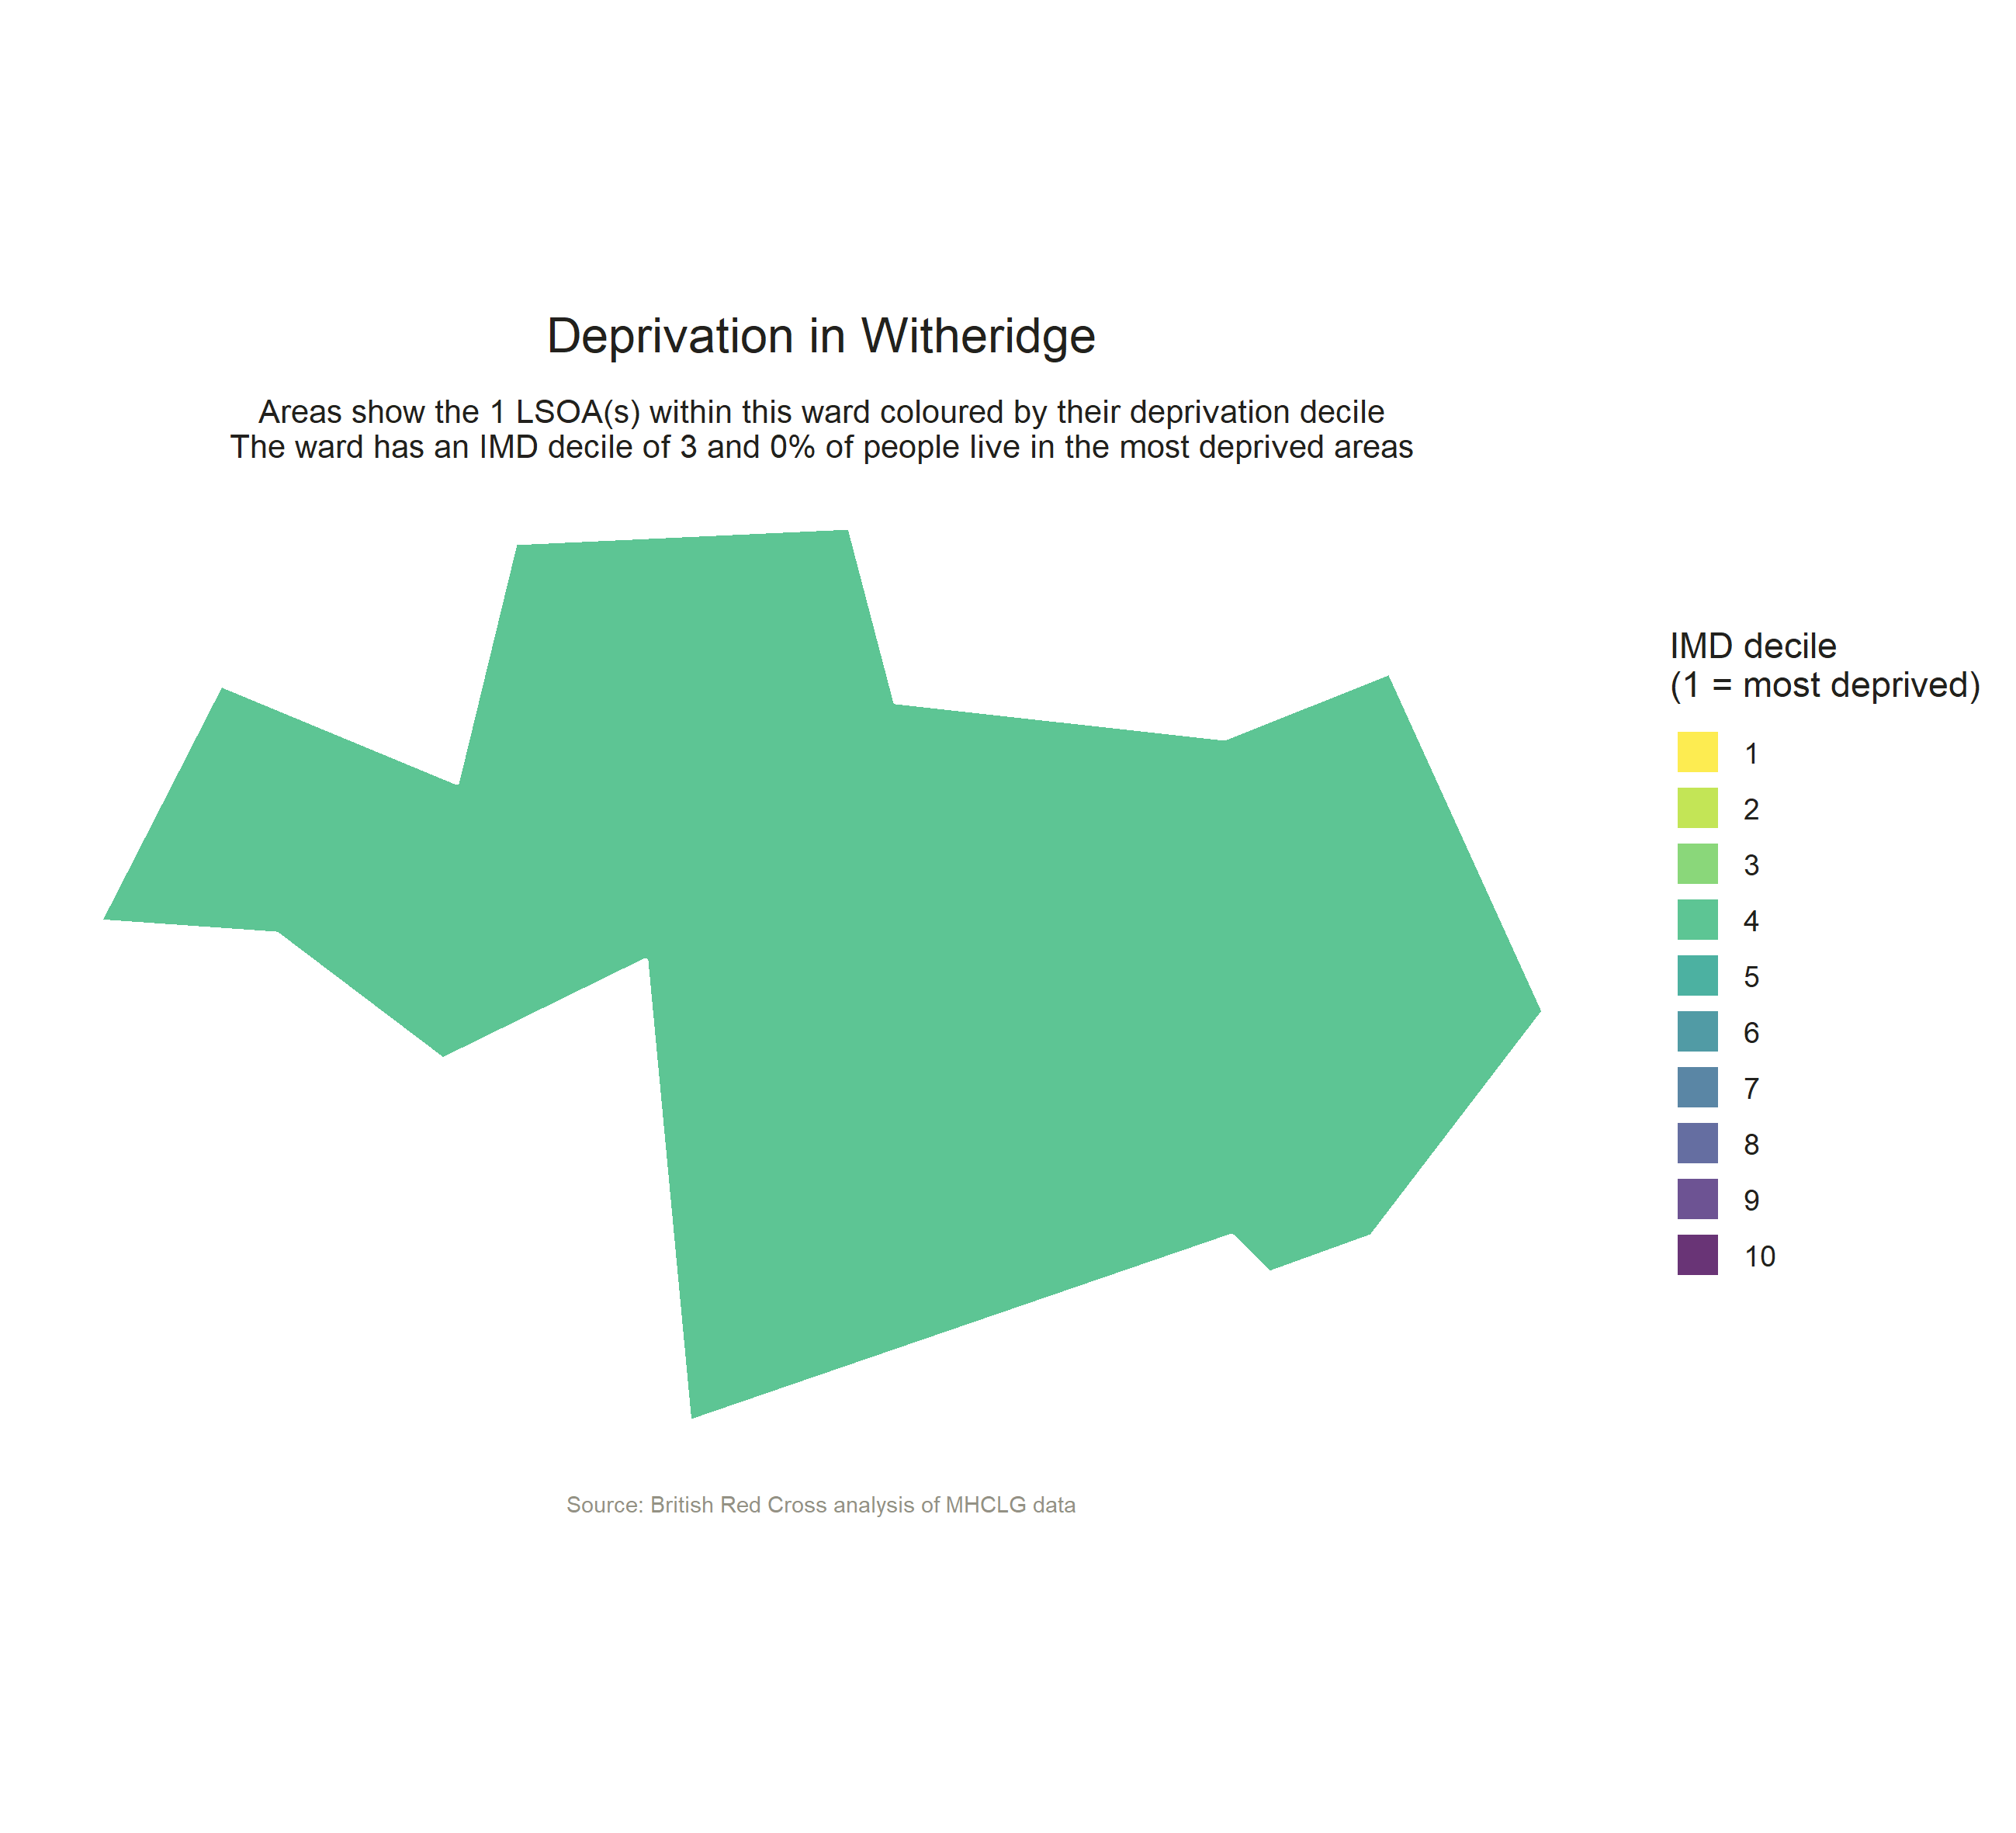 Deprivation in Witheridge
Areas show the 1 LSOA(s) within this ward coloured by their deprivation decile
The ward has an IMD decile of 3 and 0% of people live in the most deprived areas
IMD decile
(1 = most deprived)
1
2
3
4
5
6
7
8
9
10
Source: British Red Cross analysis of MHCLG data